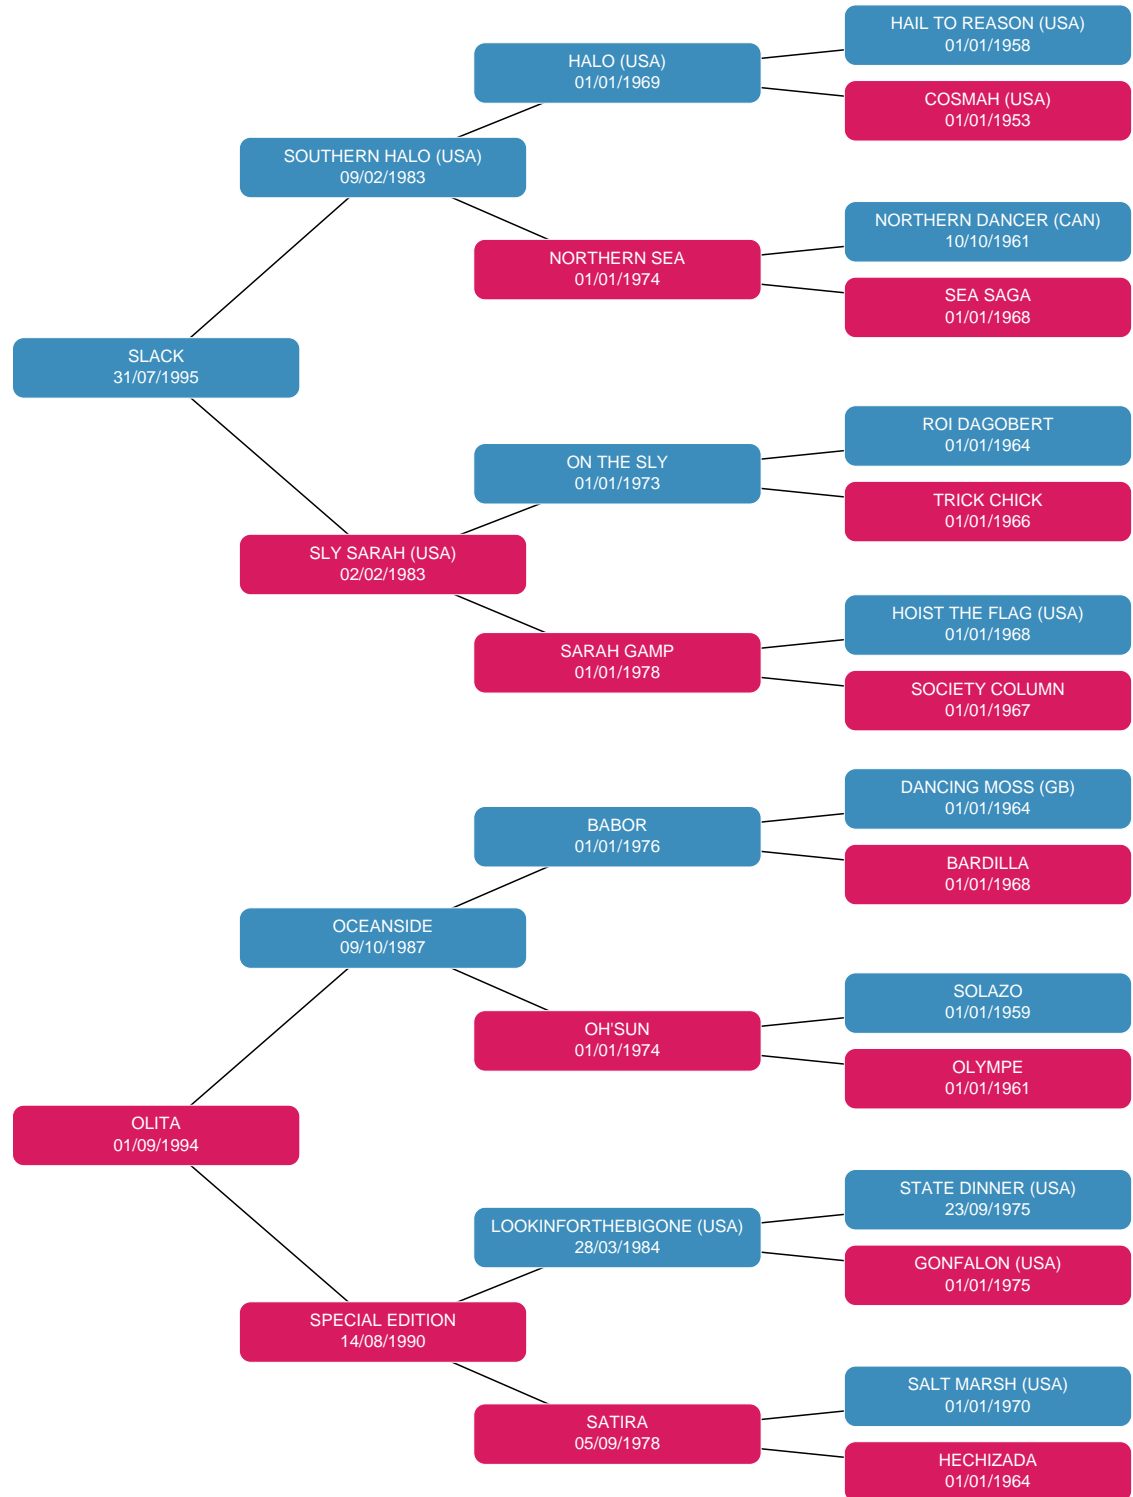 HAIL TO REASON (USA)
01/01/1958
HALO (USA)
01/01/1969
COSMAH (USA)
01/01/1953
SOUTHERN HALO (USA)
09/02/1983
NORTHERN DANCER (CAN)
10/10/1961
NORTHERN SEA
01/01/1974
SEA SAGA
01/01/1968
SLACK
31/07/1995
ROI DAGOBERT
01/01/1964
ON THE SLY
01/01/1973
TRICK CHICK
01/01/1966
SLY SARAH (USA)
02/02/1983
HOIST THE FLAG (USA)
01/01/1968
SARAH GAMP
01/01/1978
SOCIETY COLUMN
01/01/1967
DANCING MOSS (GB)
01/01/1964
BABOR
01/01/1976
BARDILLA
01/01/1968
OCEANSIDE
09/10/1987
SOLAZO
01/01/1959
OH'SUN
01/01/1974
OLYMPE
01/01/1961
OLITA
01/09/1994
STATE DINNER (USA)
23/09/1975
LOOKINFORTHEBIGONE (USA)
28/03/1984
GONFALON (USA)
01/01/1975
SPECIAL EDITION
14/08/1990
SALT MARSH (USA)
01/01/1970
SATIRA
05/09/1978
HECHIZADA
01/01/1964